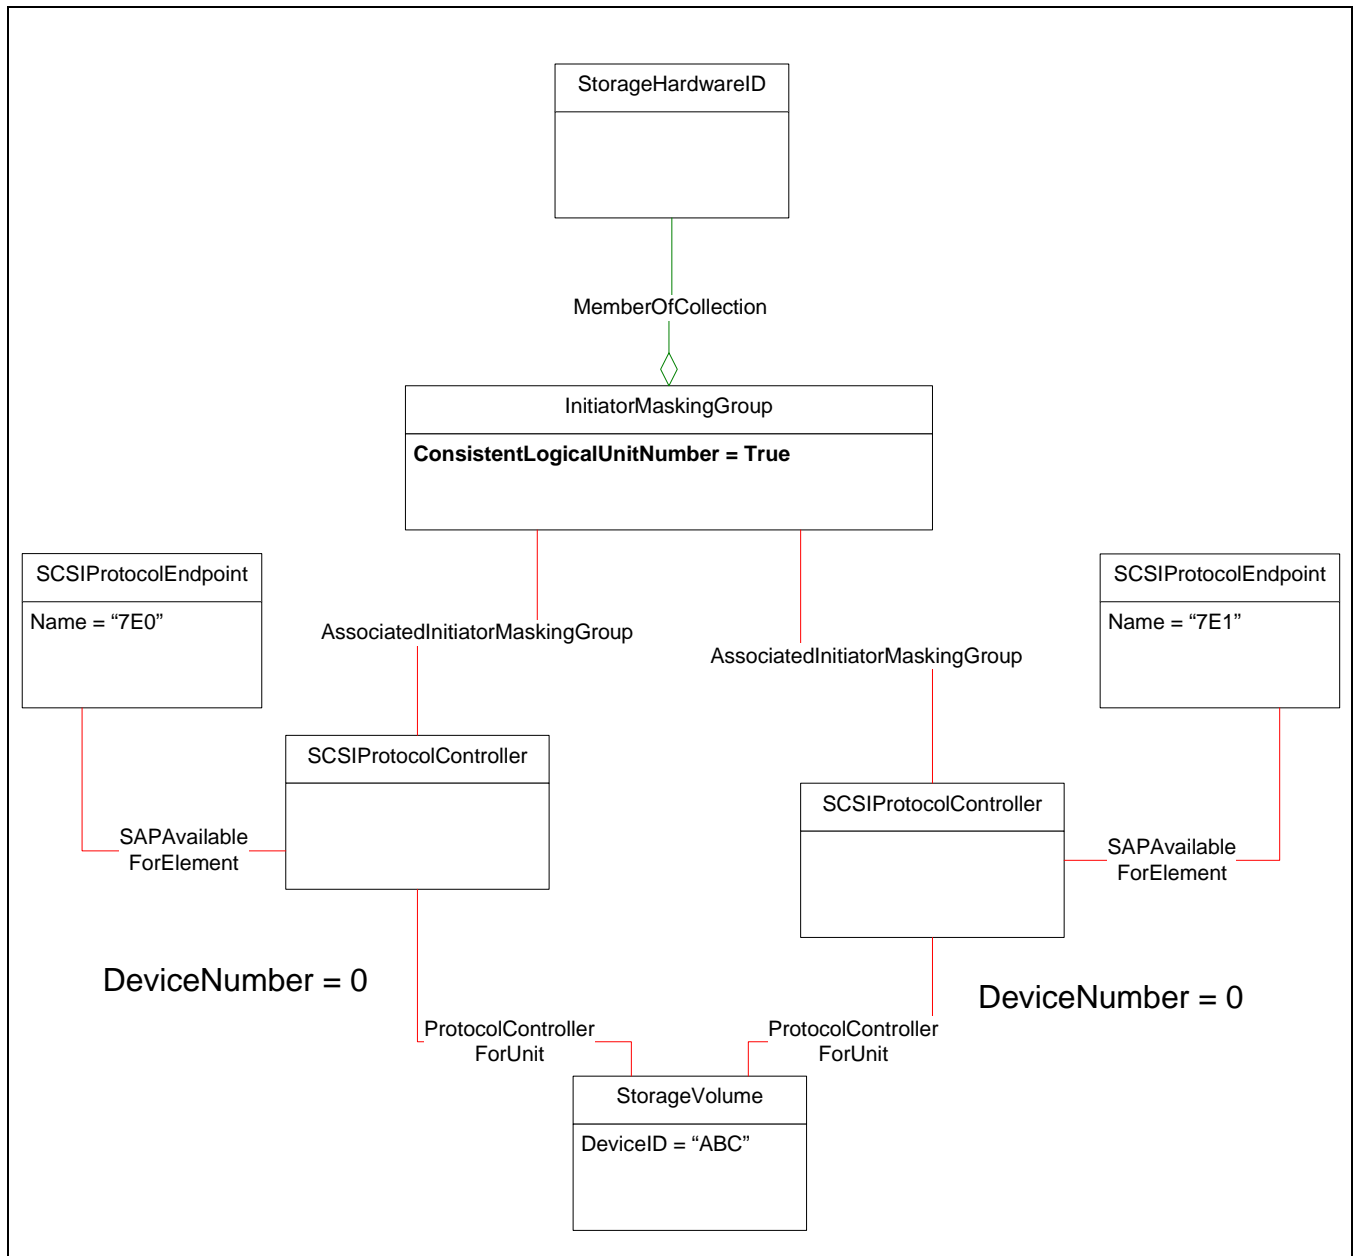 StorageHardwareID
MemberOfCollection
InitiatorMaskingGroup
ConsistentLogicalUnitNumber = True
SCSIProtocolEndpoint
Name = “7E0”
SCSIProtocolEndpoint
Name = “7E1”
AssociatedInitiatorMaskingGroup
AssociatedInitiatorMaskingGroup
SCSIProtocolController
SCSIProtocolController
SAPAvailable
ForElement
SAPAvailable
ForElement
DeviceNumber = 0
DeviceNumber = 0
ProtocolController
ForUnit
ProtocolController
ForUnit
StorageVolume
DeviceID = “ABC”